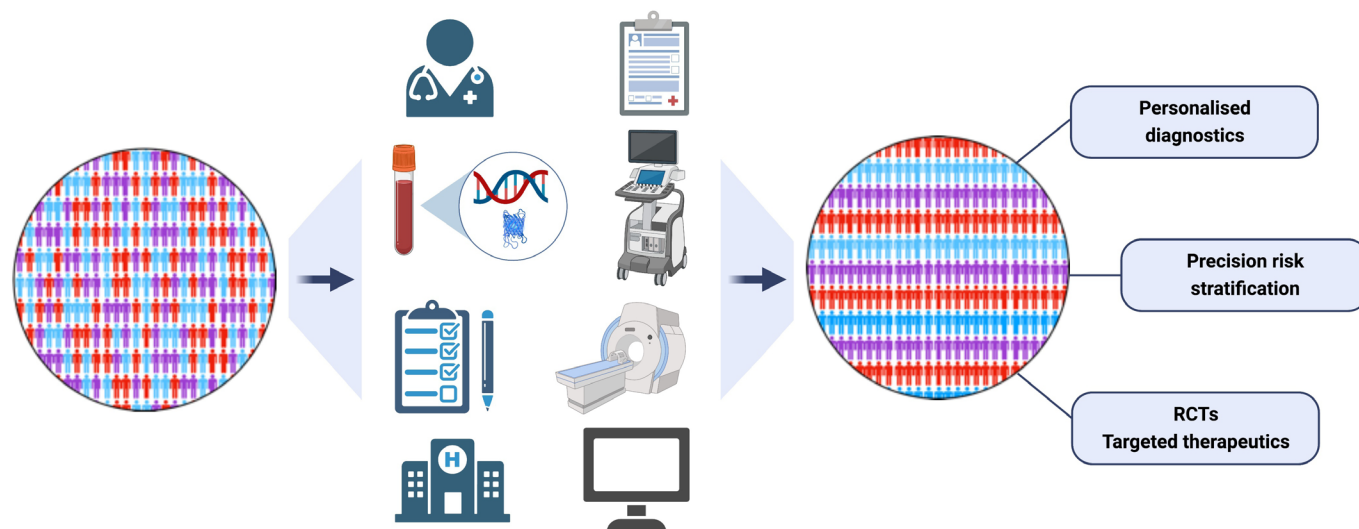 H
Personalised
diagnostics
Precision risk
stratification
RCTs
Targeted therapeutics